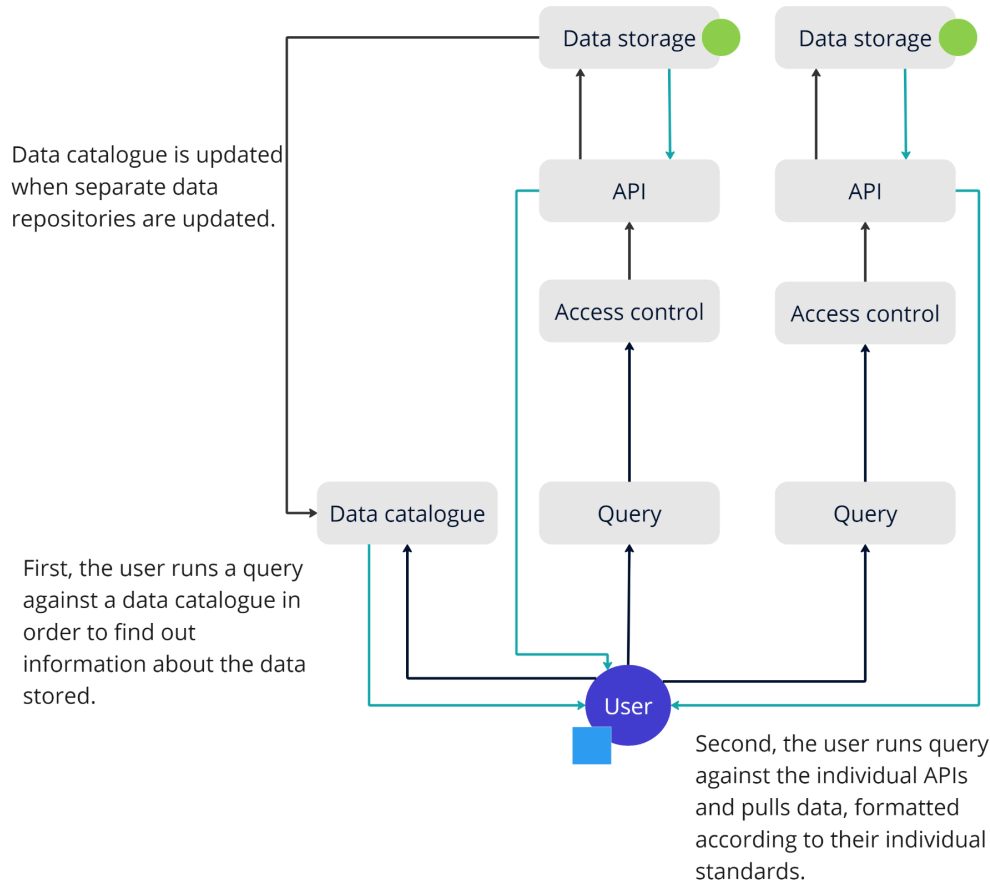 Data storage
Data storage
Data catalogue is updated
when separate data
repositories are updated.
API
API
Access control
Access control
Data catalogue
Query
Query
First, the user runs a query
against a data catalogue in
order to find out
information about the data
stored.
User
Second, the user runs query
against the individual APIs
and pulls data, formatted
according to their individual
standards.